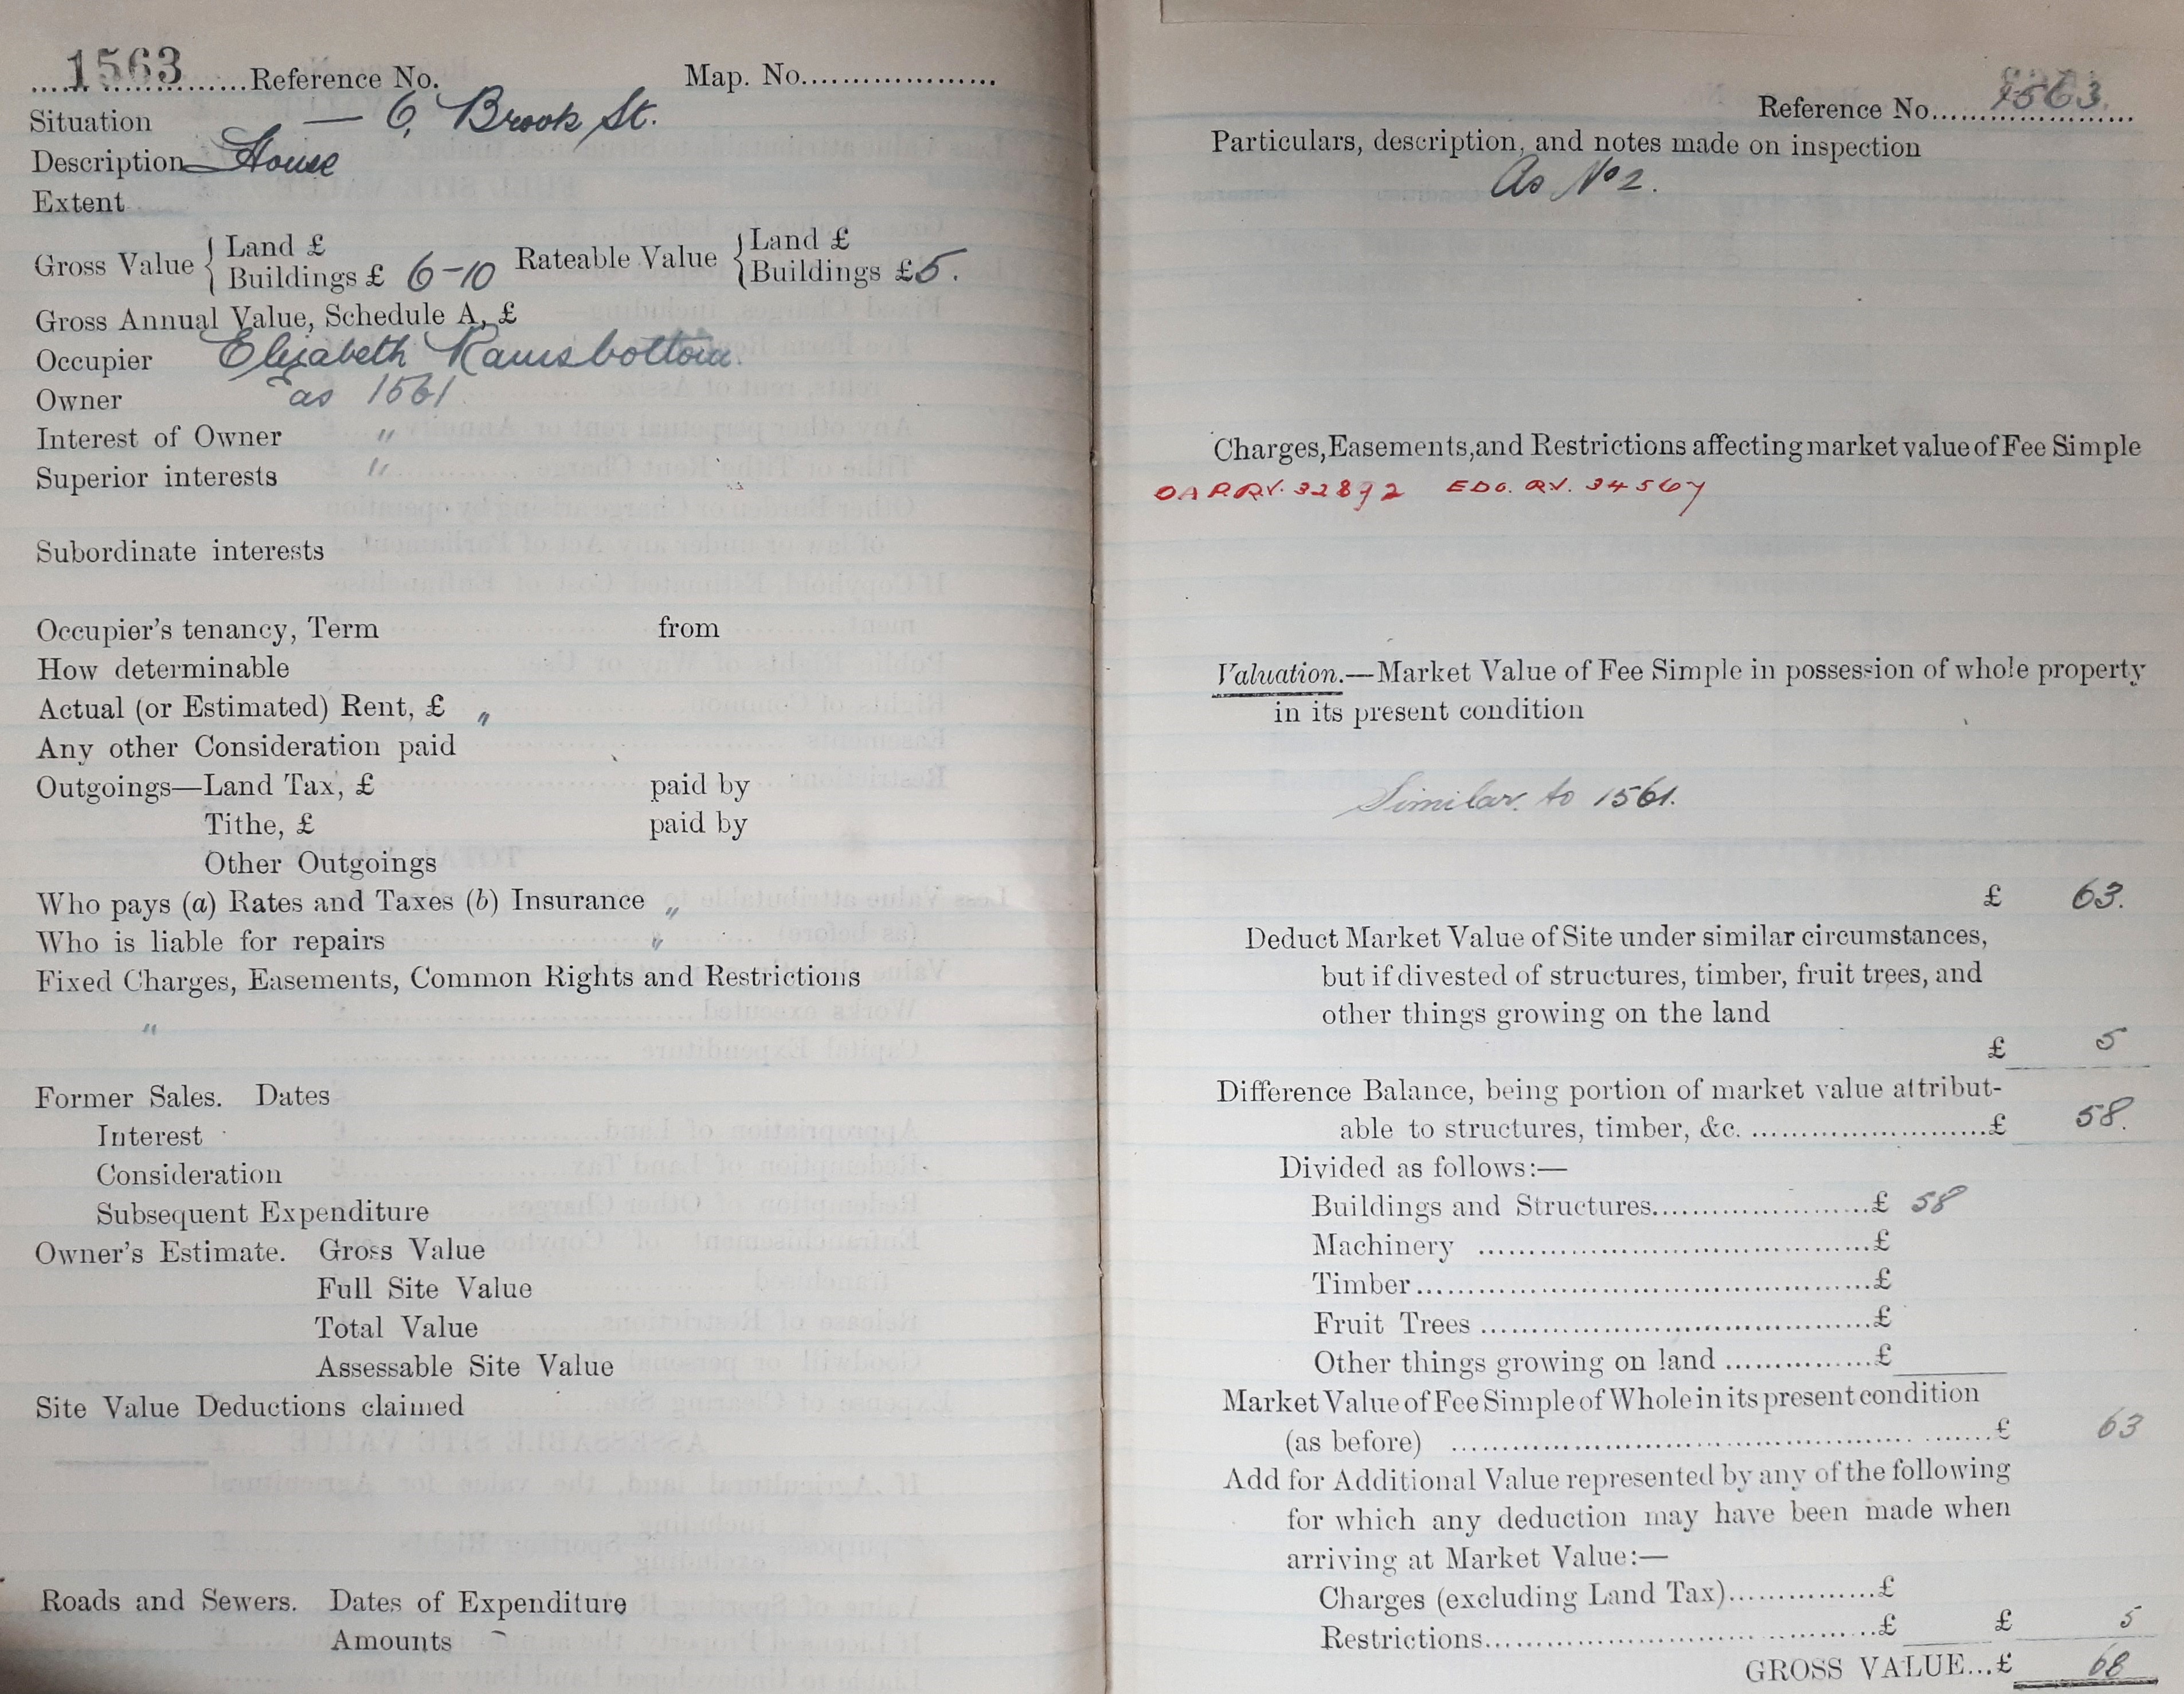 1563 Reference No. Map. No.
Situation — 6, Brook St.
Description House
Extent
Gross Value { Land £ Rateable Value { Land £
Buildings £ 6-10 Buildings £ 5.
Gross Annual Value, Schedule A, £
Occupier Elizabeth Ramsbottom.
Owner as 1561
Interest of Owner "
Superior interests "
Subordinate interests
Occupier's tenancy, Term from
How determinable
Actual (or Estimated) Rent, £ "
Any other Consideration paid
Outgoings—Land Tax, £ paid by
Tithe, £ paid by
Other Outgoings
Who pays (a) Rates and Taxes (b) Insurance "
Who is liable for repairs "
Fixed Charges, Easements, Common Rights and Restrictions
"
Former Sales. Dates
Interest
Consideration
Subsequent Expenditure
Owner's Estimate. Gross Value
Full Site Value
Total Value
Assessable Site Value
Site Value Deductions claimed
Roads and Sewers. Dates of Expenditure
Amounts
Reference No. 1563.
Particulars, description, and notes made on inspection
As No 2.
Charges, Easements, and Restrictions affecting market value of Fee Simple
32892 EDG. RV. 34567
Valuation.—Market Value of Fee Simple in possession of whole property
in its present condition
Similar to 1561.
£ 63.
Deduct Market Value of Site under similar circumstances,
but if divested of structures, timber, fruit trees, and
other things growing on the land
£ 5
Difference Balance, being portion of market value attribut-
able to structures, timber, &c. £ 58.
Divided as follows:—
Buildings and Structures £ 58
Machinery £
Timber £
Fruit Trees £
Other things growing on land £
Market Value of Fee Simple of Whole in its present condition
(as before) £ 63
Add for Additional Value represented by any of the following
for which any deduction may have been made when
arriving at Market Value:—
Charges (excluding Land Tax) £
Restrictions £ £ 5
GROSS VALUE...£ 68